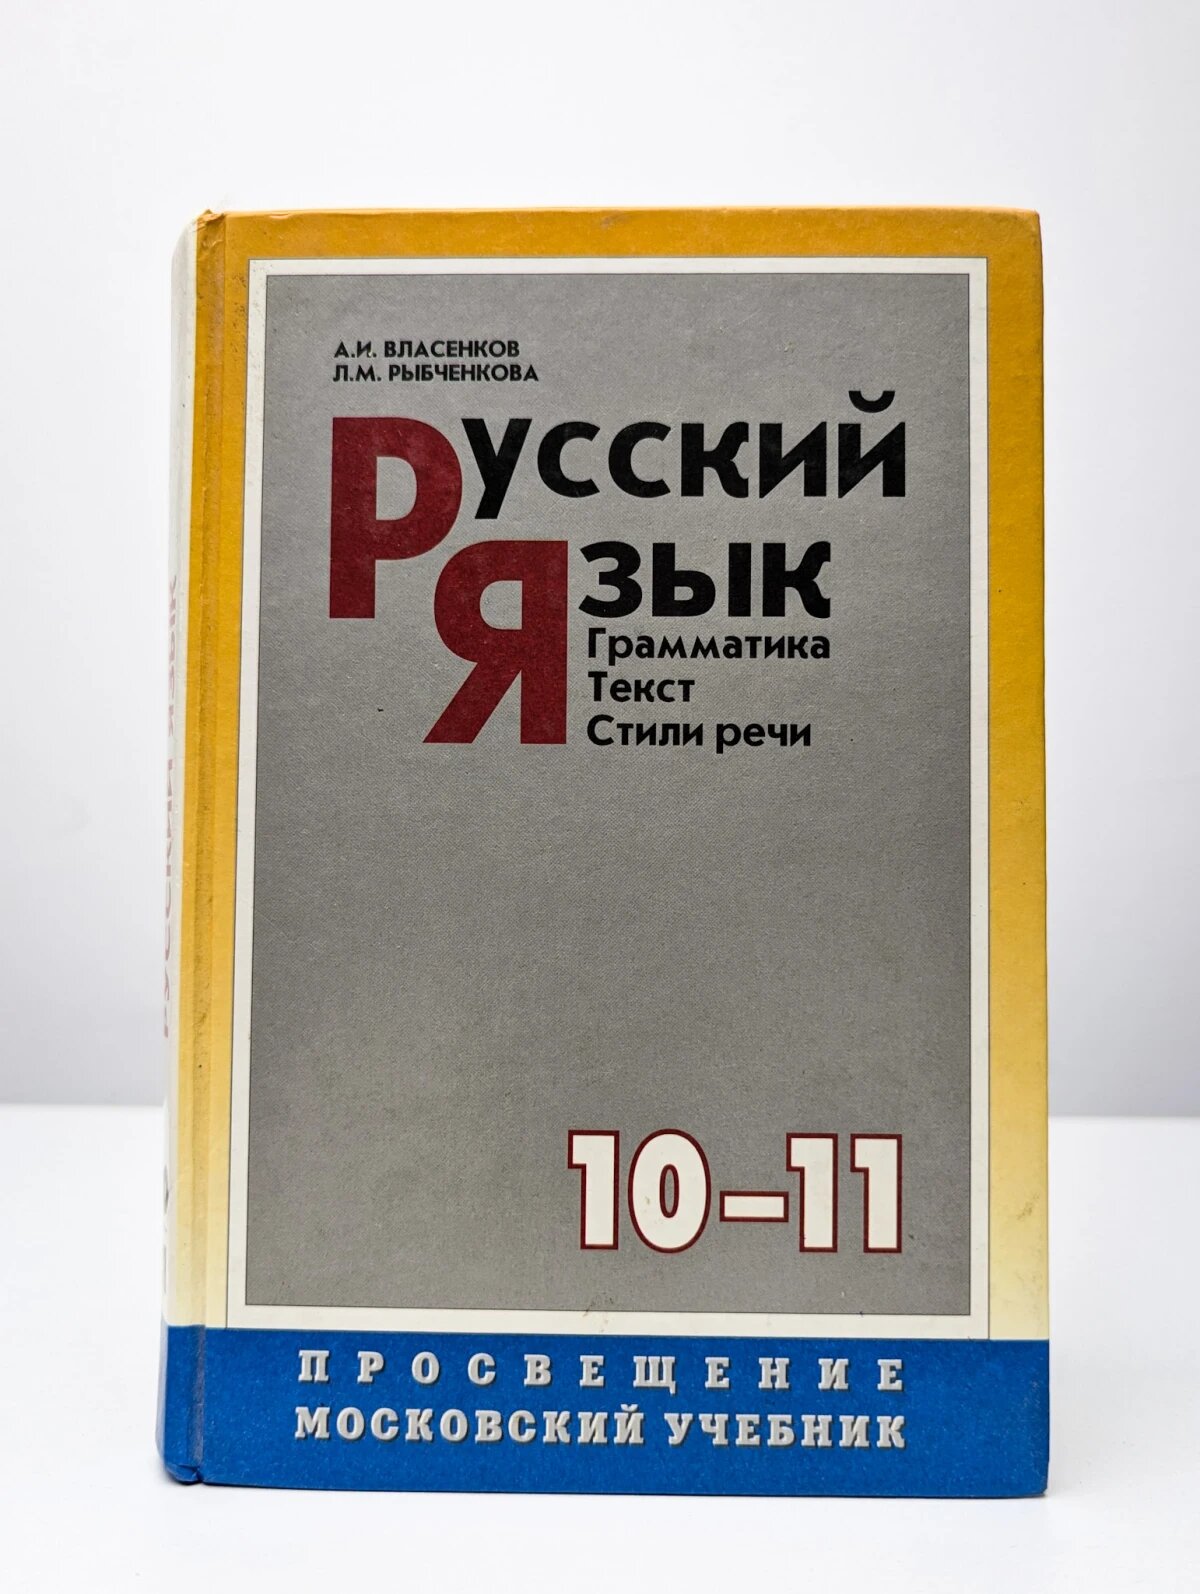 А.И. ВЛАСЕНКОВ
Л.М. РЫБЧЕНКОВА
РУССКИЙ
ЯЗЫК
Грамматика
Текст
Стили речи
10–11
ПРОСВЕЩЕНИЕ
МОСКОВСКИЙ УЧЕБНИК